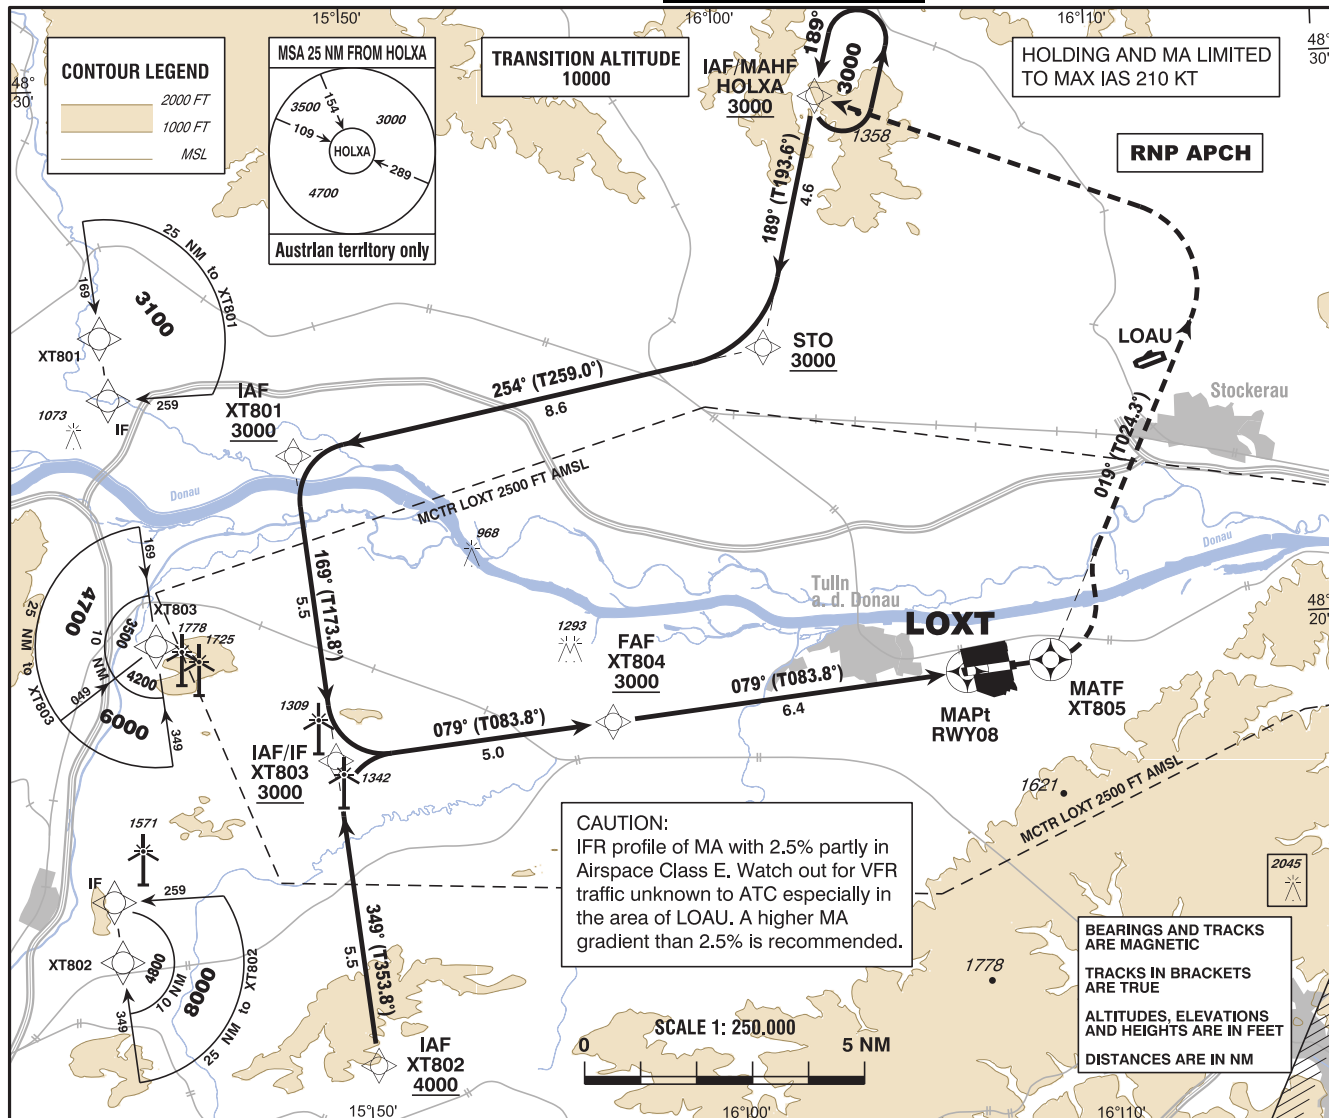 15°50'
16°00'
16°10'
48°
30'
48°
30'
CONTOUR LEGEND
2000 FT
1000 FT
MSL
MSA 25 NM FROM HOLXA
3500
154
3000
109
HOLXA
289
4700
Austrian territory only
TRANSITION ALTITUDE
10000
IAF/MAHF
HOLXA
3000
189°
3000
1358
HOLDING AND MA LIMITED
TO MAX IAS 210 KT
RNP APCH
189° (T193.6°)
4.6
25 NM to XT801
169
3100
XT801
259
IF
1073
IAF
XT801
3000
254° (T259.0°)
8.6
STO
3000
LOAU
Stockerau
019° (T024.3°)
MCTR LOXT 2500 FT AMSL
Donau
968
Donau
169° (T173.8°)
5.5
169
4700
XT803
3500
10 NM
1778
1725
4200
049
6000
25 NM to XT803
349
1293
Tulln
a. d. Donau
LOXT
48°
20'
FAF
XT804
3000
079° (T083.8°)
6.4
MAPt
RWY08
MATF
XT805
1309
079° (T083.8°)
5.0
IAF/IF
XT803
3000
1342
1621
MCTR LOXT 2500 FT AMSL
1571
IF
259
XT802
4800
10 NM
8000
349
25 NM to XT802
349° (T353.8°)
5.5
CAUTION:
IFR profile of MA with 2.5% partly in
Airspace Class E. Watch out for VFR
traffic unknown to ATC especially in
the area of LOAU. A higher MA
gradient than 2.5% is recommended.
2045
1778
BEARINGS AND TRACKS
ARE MAGNETIC
TRACKS IN BRACKETS
ARE TRUE
ALTITUDES, ELEVATIONS
AND HEIGHTS ARE IN FEET
DISTANCES ARE IN NM
SCALE 1: 250.000
0
5 NM
IAF
XT802
4000
15°50'
16°00'
16°10'